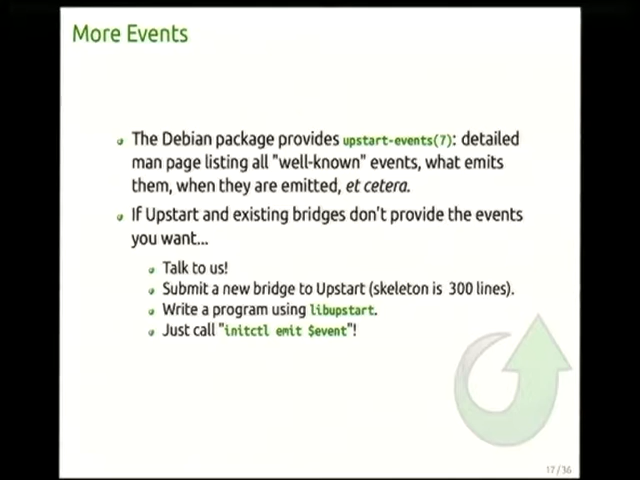 More Events
The Debian package provides upstart-events(7): detailed
man page listing all "well-known" events, what emits
them, when they are emitted, et cetera.
If Upstart and existing bridges don't provide the events
you want...
Talk to us!
Submit a new bridge to Upstart (skeleton is 300 lines).
Write a program using libupstart.
Just call "initctl emit $event"!
17/36